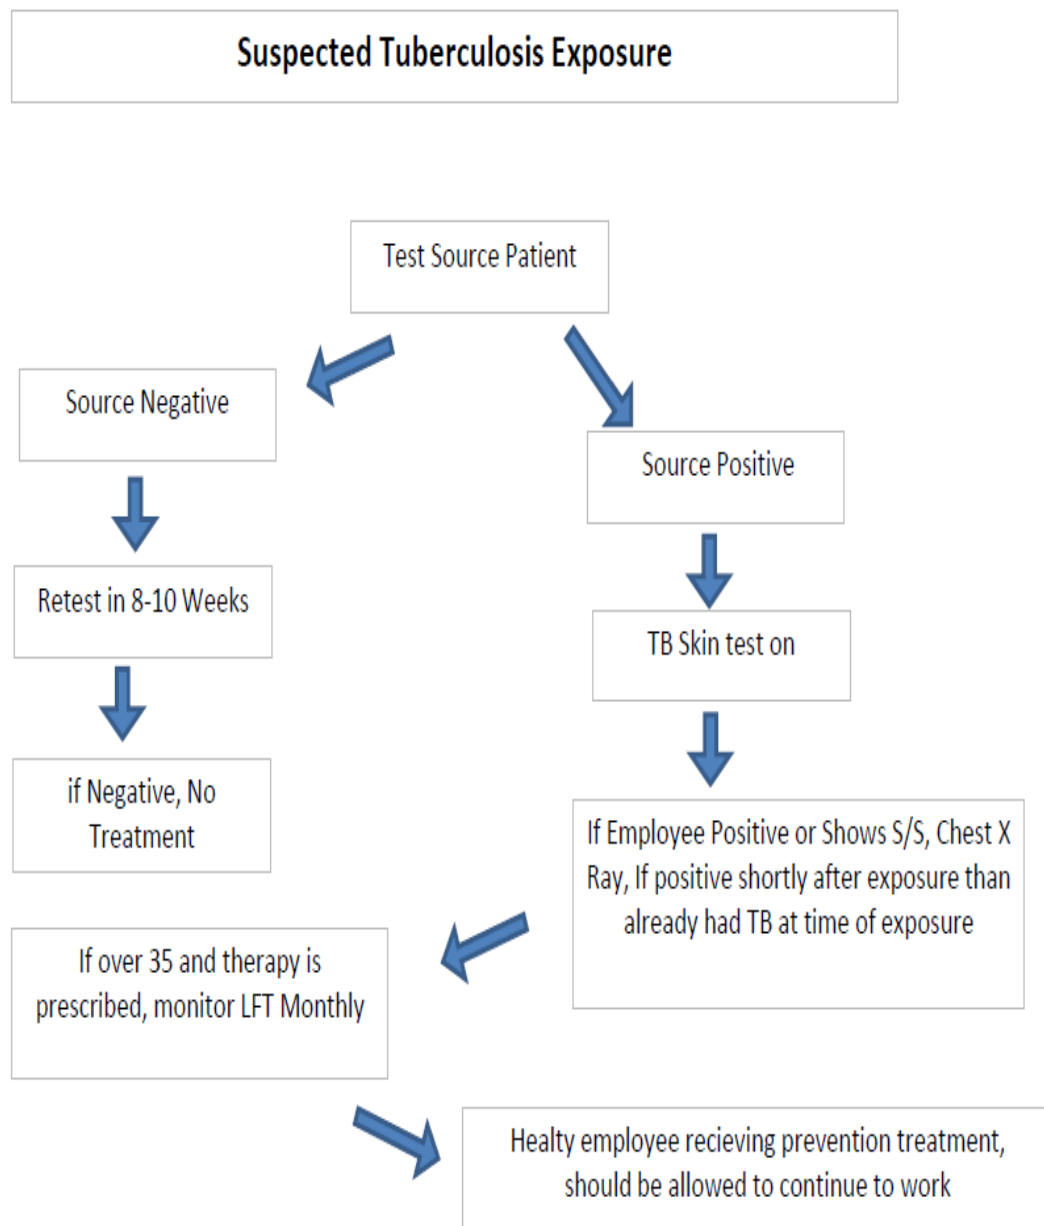 Suspected Tuberculosis Exposure
Test Source Patient
Source Negative
Source Positive
Retest in 8-10 Weeks
TB Skin test on
if Negative, No
Treatment
If Employee Positive or Shows S/S, Chest X
Ray, If positive shortly after exposure than
already had TB at time of exposure
If over 35 and therapy is
prescribed, monitor LFT Monthly
Healty employee recieving prevention treatment,
should be allowed to continue to work